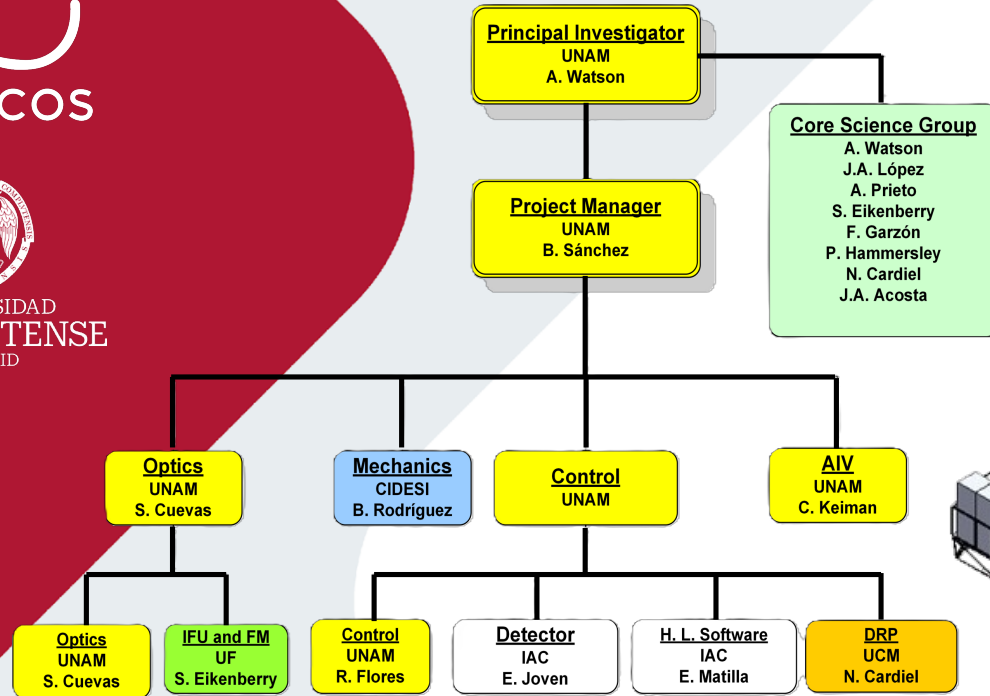 Principal Investigator
UNAM
A. Watson
Core Science Group
A. Watson
J.A. López
A. Prieto
S. Eikenberry
F. Garzón
P. Hammersley
N. Cardiel
J.A. Acosta
COS
Project Manager
UNAM
B. Sánchez
SIDAD
TENSE
ID
Optics
UNAM
S. Cuevas
Mechanics
CIDESI
B. Rodríguez
Control
UNAM
AIV
UNAM
C. Keiman
Optics
UNAM
S. Cuevas
IFU and FM
UF
S. Eikenberry
Control
UNAM
R. Flores
Detector
IAC
E. Joven
H. L. Software
IAC
E. Matilla
DRP
UCM
N. Cardiel